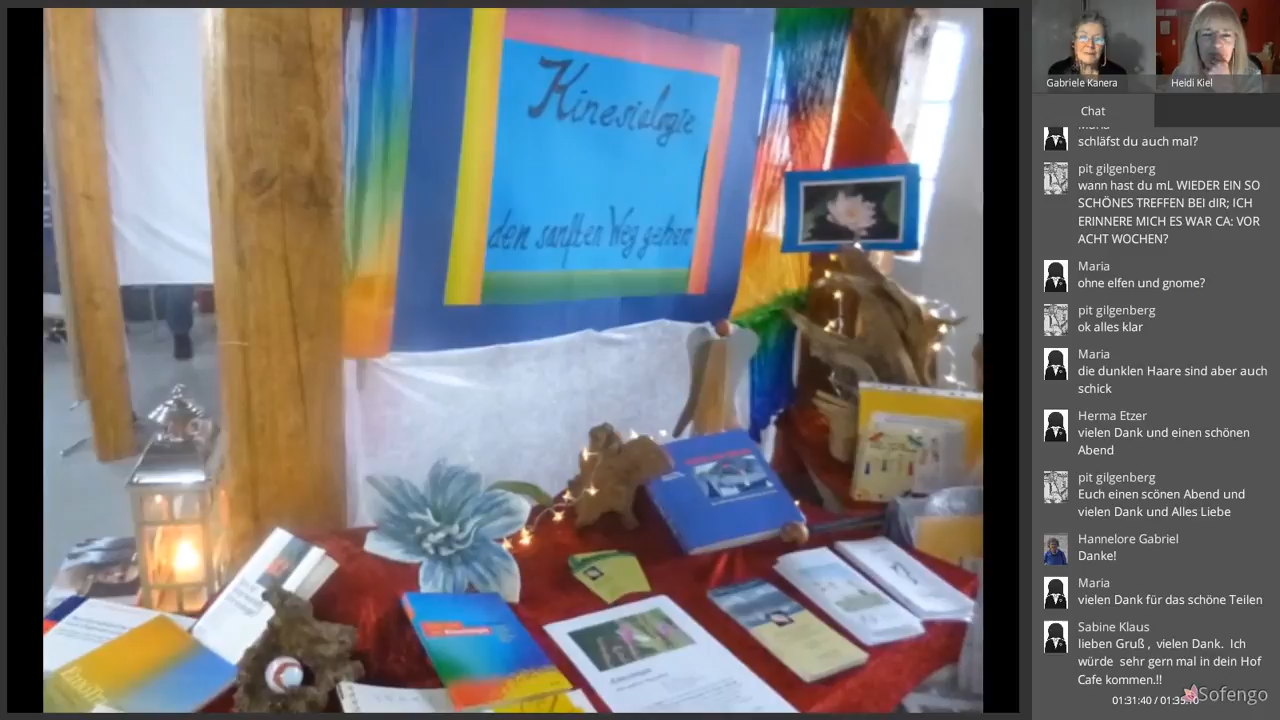 Kinesiologie
den sanften Weg gehen
Gabriele Kanera
Heidi Kiel
Chat
Maria
schläfst du auch mal?
pit gilgenberg
wann hast du mL WIEDER EIN SO
SCHÖNES TREFFEN BEI dIR; ICH
ERINNERE MICH ES WAR CA: VOR
ACHT WOCHEN?
Maria
ohne elfen und gnome?
pit gilgenberg
ok alles klar
Maria
die dunklen Haare sind aber auch
schick
Herma Etzer
vielen Dank und einen schönen
Abend
pit gilgenberg
Euch einen scönen Abend und
vielen Dank und Alles Liebe
Hannelore Gabriel
Danke!
Maria
vielen Dank für das schöne Teilen
Sabine Klaus
lieben Gruß , vielen Dank. Ich
würde sehr gern mal in dein Hof
Cafe kommen.!!
Sofengo
01:31:40 /